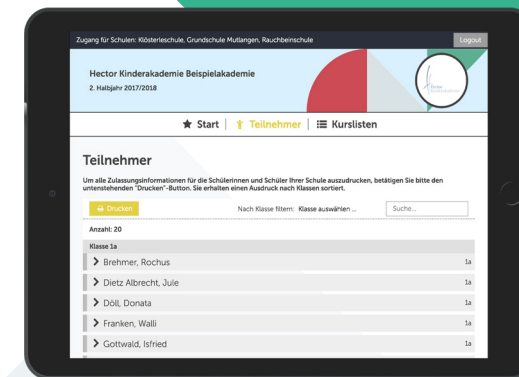 Zugang für Schulen: Klösterleschule, Grundschule Mutlangen, Rauchbeinschule
Logout
Hector Kinderakademie Beispielakademie
2. Halbjahr 2017/2018
Start | Teilnehmer | Kurslisten
Teilnehmer
Um alle Zulassungsinformationen für die Schülerinnen und Schüler Ihrer Schule auszudrucken, betätigen Sie bitte den
untenstehenden "Drucken"-Button. Sie erhalten einen Ausdruck nach Klassen sortiert.
Drucken Nach Klasse filtern: Klasse auswählen ... Suche...
Anzahl: 20
Klasse 1a
Brehmer, Rochus 1a
Dietz Albrecht, Jule 1a
Döll, Donata 1a
Franken, Walli 1a
Gottwald, Isfried 1a